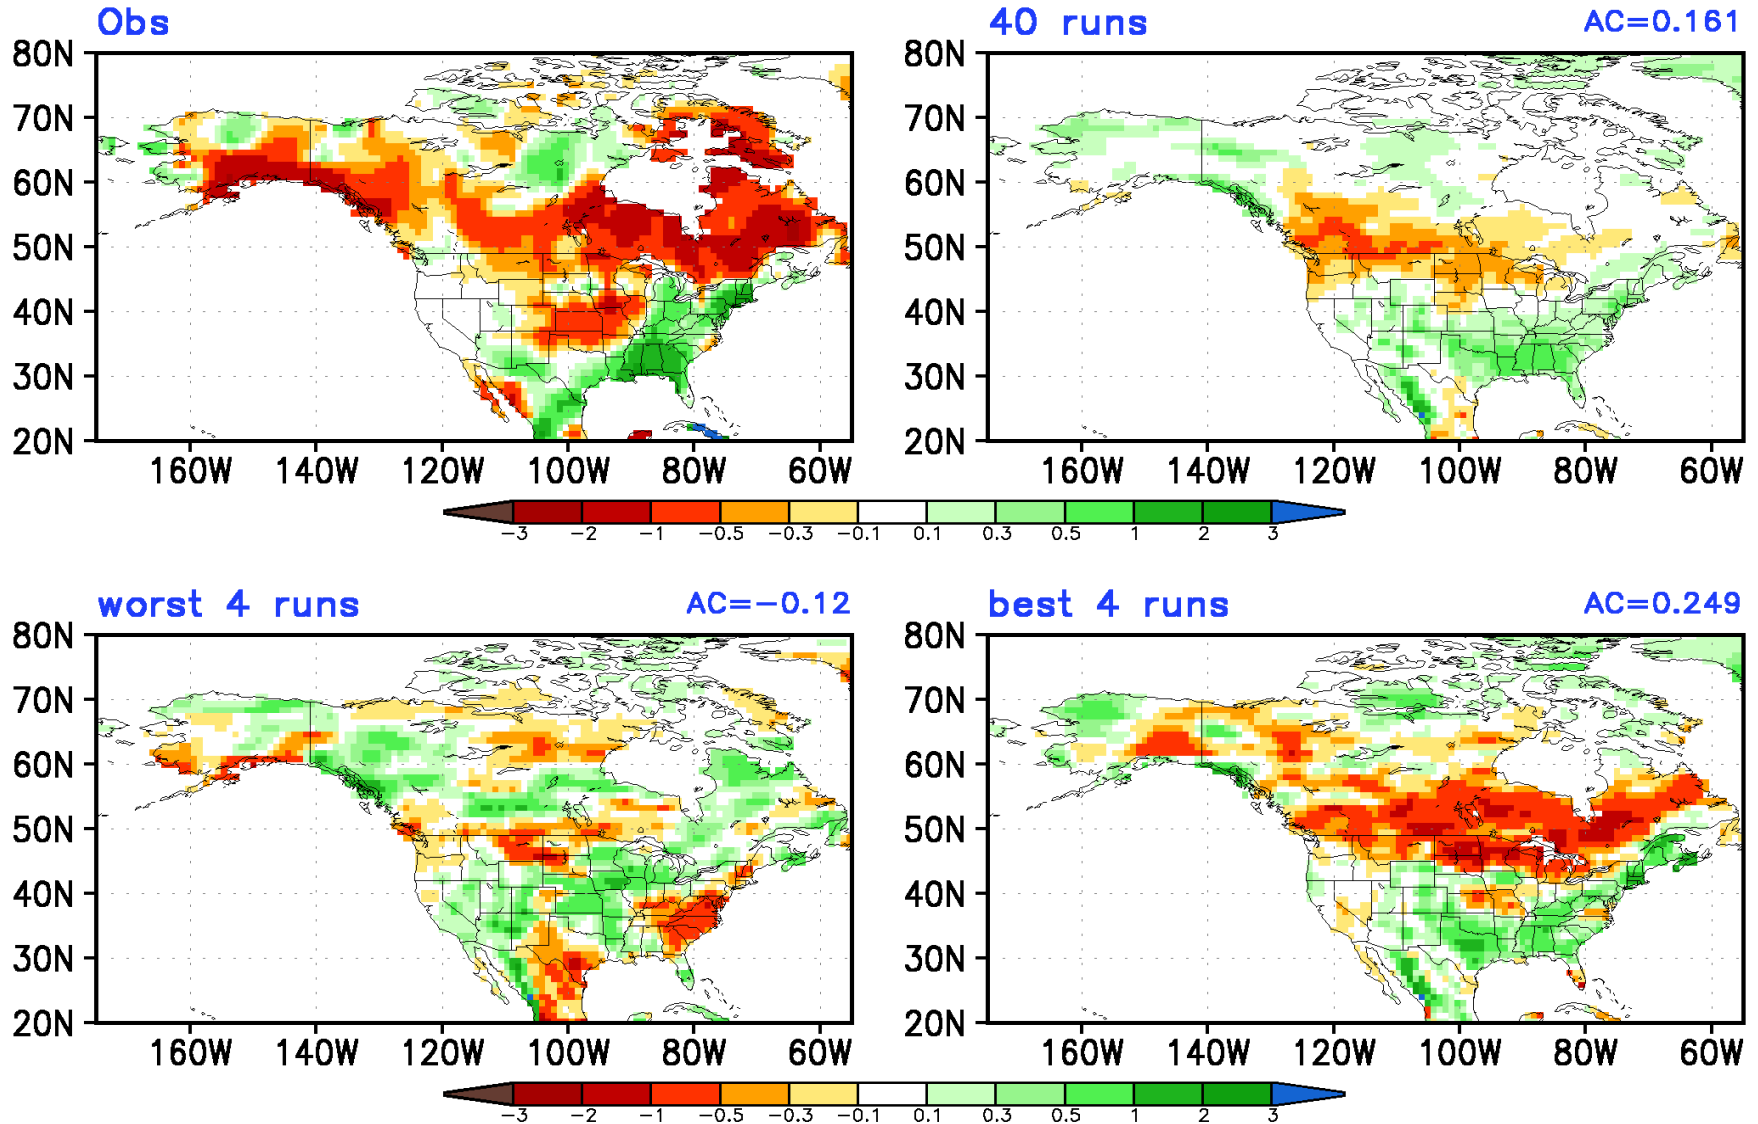 Obs
40 runs AC=0.161
80N 80N
70N 70N
60N 60N
50N 50N
40N 40N
30N 30N
20N 20N
160W 140W 120W 100W 80W 60W 160W 140W 120W 100W 80W 60W
-3 -2 -1 -0.5 -0.3 -0.1 0.1 0.3 0.5 1 2 3
worst 4 runs AC=-0.12
best 4 runs AC=0.249
80N 80N
70N 70N
60N 60N
50N 50N
40N 40N
30N 30N
20N 20N
160W 140W 120W 100W 80W 60W 160W 140W 120W 100W 80W 60W
-3 -2 -1 -0.5 -0.3 -0.1 0.1 0.3 0.5 1 2 3